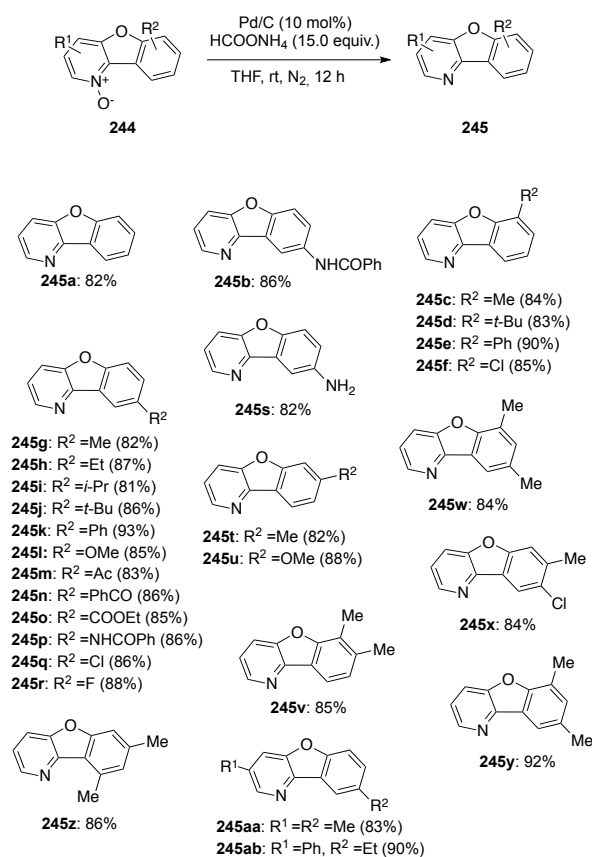 R¹
O
R²
N⁺
O⁻
244
Pd/C (10 mol%)
HCOONH₄ (15.0 equiv.)
THF, rt, N₂, 12 h
R¹
O
R²
N
245
O
N
245a: 82%
O
N
NHCOPh
245b: 86%
R²
O
N
245c: R² =Me (84%)
245d: R² =t-Bu (83%)
245e: R² =Ph (90%)
245f: R² =Cl (85%)
O
N
R²
245g: R² =Me (82%)
245h: R² =Et (87%)
245i: R² =i-Pr (81%)
245j: R² =t-Bu (86%)
245k: R² =Ph (93%)
245l: R² =OMe (85%)
245m: R² =Ac (83%)
245n: R² =PhCO (86%)
245o: R² =COOEt (85%)
245p: R² =NHCOPh (86%)
245q: R² =Cl (86%)
245r: R² =F (88%)
O
N
NH₂
245s: 82%
O
R²
N
245t: R² =Me (82%)
245u: R² =OMe (88%)
Me
O
Me
N
245v: 85%
Me
O
N
Me
245w: 84%
O
Me
N
Cl
245x: 84%
Me
O
N
Me
245y: 92%
O
Me
N
Me
245z: 86%
R¹
O
N
R²
245aa: R¹ =R² = Me (83%)
245ab: R¹ =Ph, R² = Et (90%)